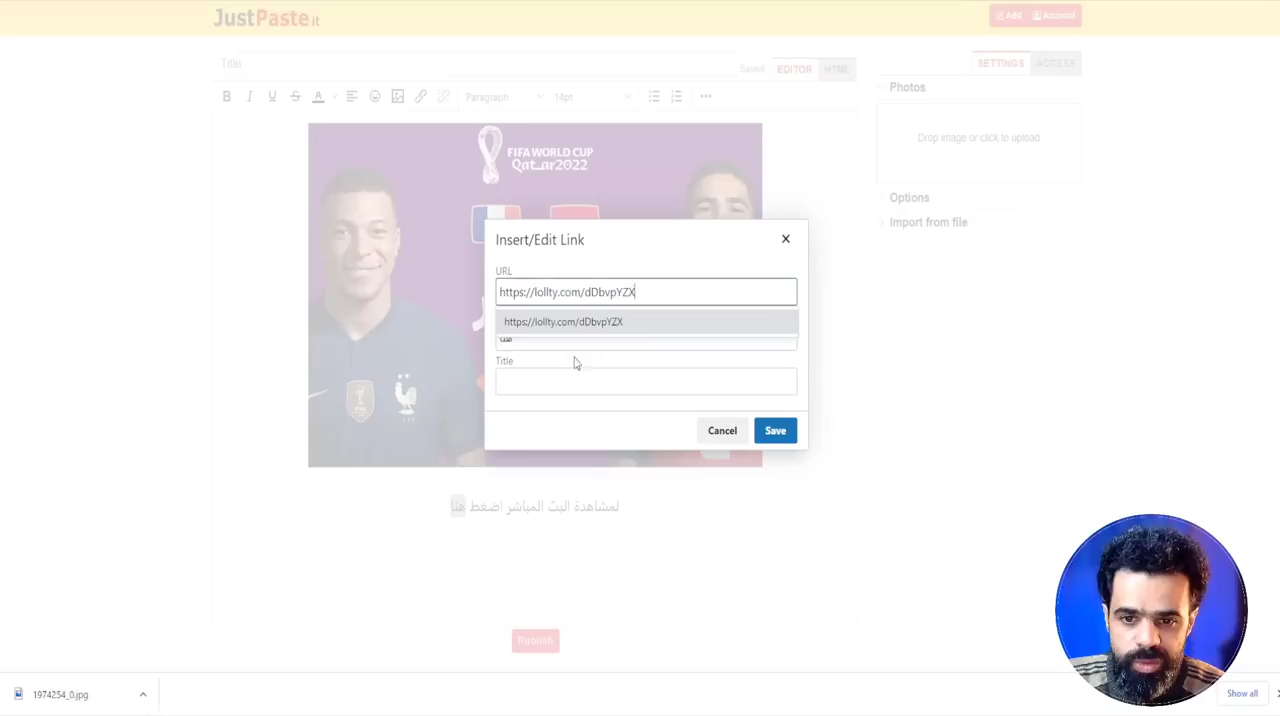 JustPaste.it
Add
Account
Title
Saved
EDITOR
HTML
SETTINGS
ACCESS
B I U S A
Paragraph
14pt
Photos
Drop image or click to upload
Options
Import from file
FIFA WORLD CUP
Qatar2022
Insert/Edit Link
URL
https://lollty.com/dDbvpYZX
https://lollty.com/dDbvpYZX
هنا
Title
Cancel
Save
لمشاهدة البث المباشر اضغط هنا
Publish
1974254_0.jpg
Show all